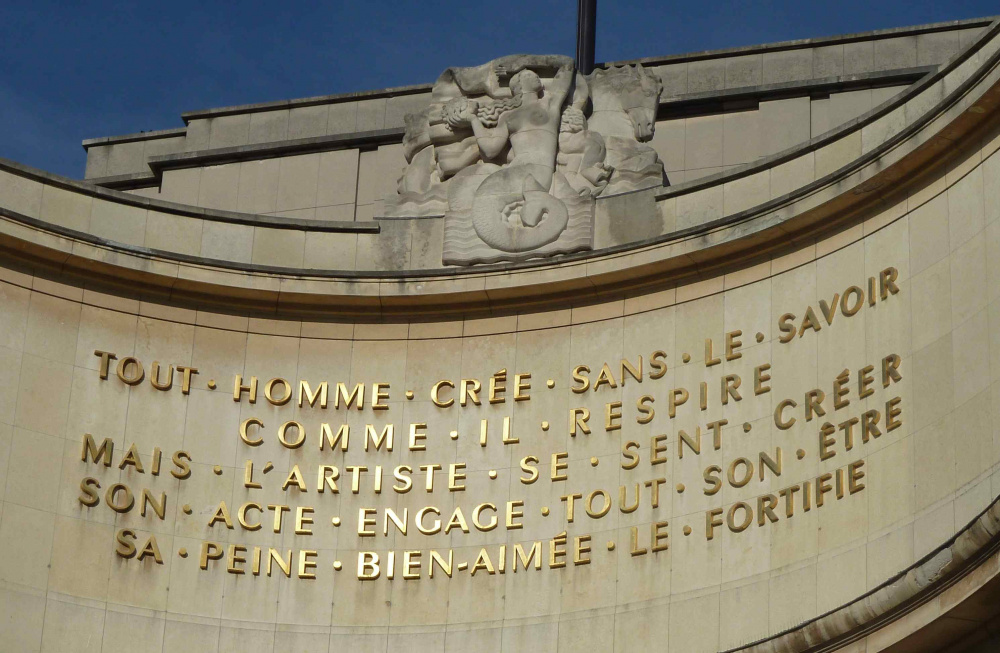 TOUT · HOMME · CRÉE · SANS · LE · SAVOIR
COMME · IL · RESPIRE
MAIS · L'ARTISTE · SE · SENT · CRÉER
SON · ACTE · ENGAGE · TOUT · SON · ÊTRE
SA · PEINE · BIEN-AIMÉE · LE · FORTIFIE